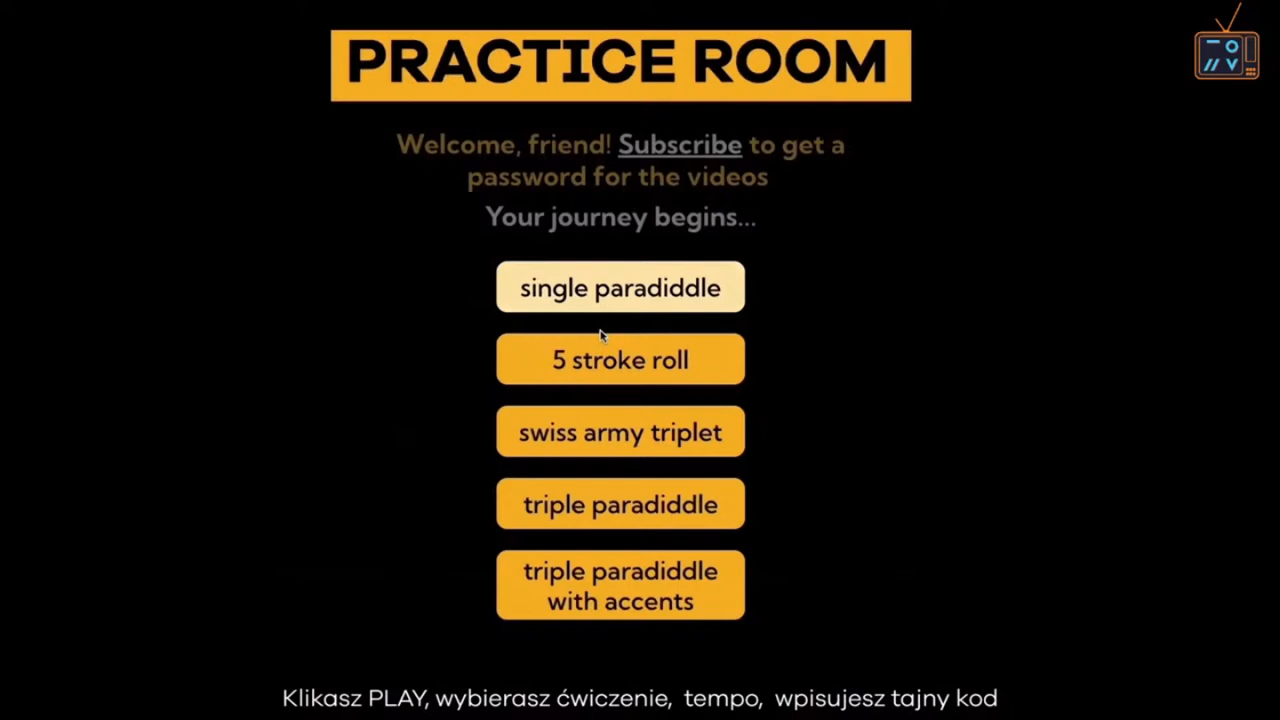 PRACTICE ROOM
Welcome, friend! Subscribe to get a
password for the videos
Your journey begins...
single paradiddle
5 stroke roll
swiss army triplet
triple paradiddle
triple paradiddle
with accents
Klikasz PLAY, wybierasz ćwiczenie, tempo, wpisujesz tajny kod